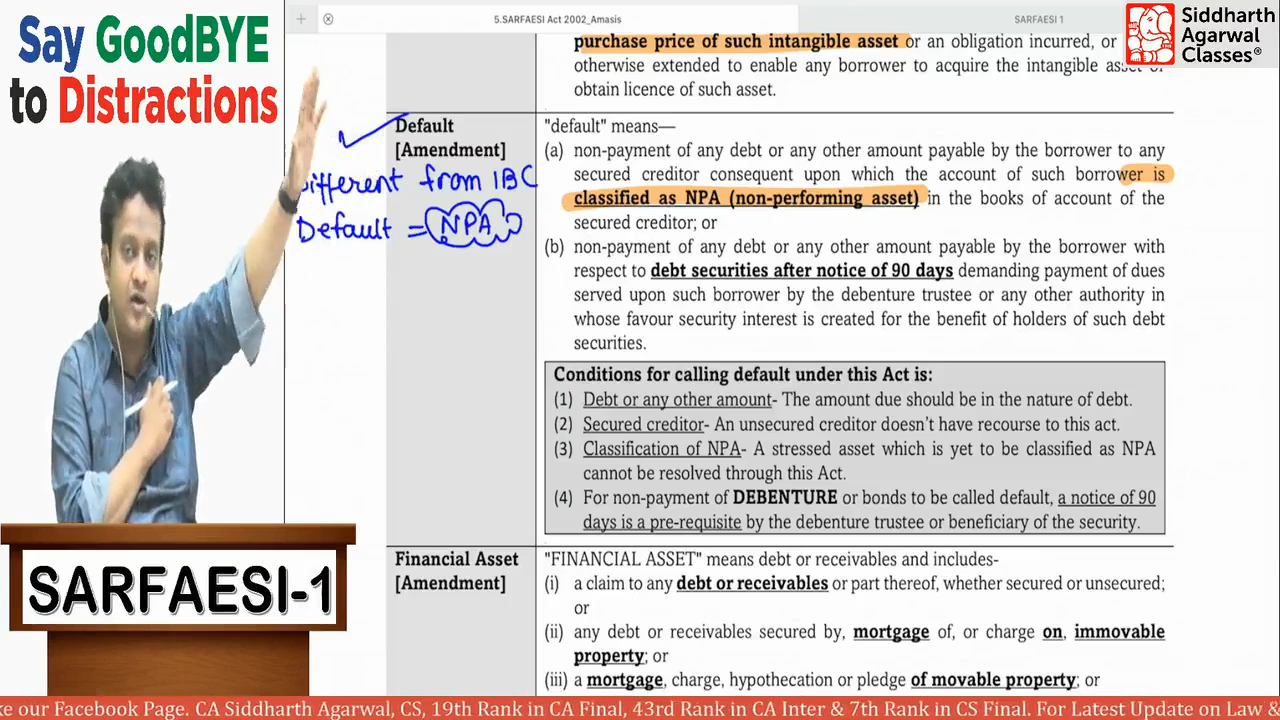 Say GoodBYE
to Distractions
5.SARFAESI Act 2002_Amasis
SARFAESI 1
Siddharth
Agarwal
Classes®
purchase price of such intangible asset or an obligation incurred, or
otherwise extended to enable any borrower to acquire the intangible asset or
obtain licence of such asset.
Default
[Amendment]
Different from IBC
Default = NPA
"default" means—
(a) non-payment of any debt or any other amount payable by the borrower to any
secured creditor consequent upon which the account of such borrower is
classified as NPA (non-performing asset) in the books of account of the
secured creditor; or
(b) non-payment of any debt or any other amount payable by the borrower with
respect to debt securities after notice of 90 days demanding payment of dues
served upon such borrower by the debenture trustee or any other authority in
whose favour security interest is created for the benefit of holders of such debt
securities.
Conditions for calling default under this Act is:
(1) Debt or any other amount- The amount due should be in the nature of debt.
(2) Secured creditor- An unsecured creditor doesn't have recourse to this act.
(3) Classification of NPA- A stressed asset which is yet to be classified as NPA
cannot be resolved through this Act.
(4) For non-payment of DEBENTURE or bonds to be called default, a notice of 90
days is a pre-requisite by the debenture trustee or beneficiary of the security.
Financial Asset
[Amendment]
"FINANCIAL ASSET" means debt or receivables and includes-
(i) a claim to any debt or receivables or part thereof, whether secured or unsecured;
or
(ii) any debt or receivables secured by, mortgage of, or charge on, immovable
property; or
(iii) a mortgage, charge, hypothecation or pledge of movable property; or
SARFAESI-1
ke our Facebook Page. CA Siddharth Agarwal, CS, 19th Rank in CA Final, 43rd Rank in CA Inter & 7th Rank in CS Final. For Latest Update on Law &